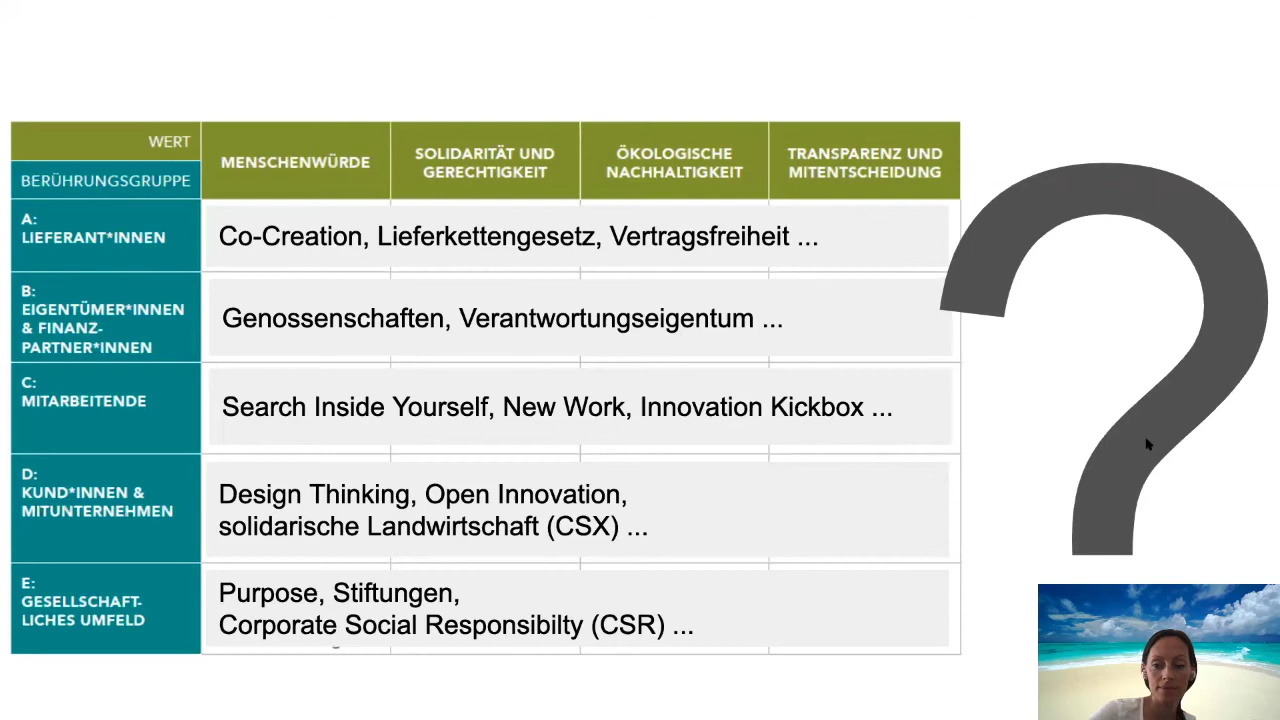 WERT
BERÜHRUNGSGRUPPE
MENSCHENWÜRDE
SOLIDARITÄT UND
GERECHTIGKEIT
ÖKOLOGISCHE
NACHHALTIGKEIT
TRANSPARENZ UND
MITENTSCHEIDUNG
A:
LIEFERANT*INNEN
Co-Creation, Lieferkettengesetz, Vertragsfreiheit ...
B:
EIGENTÜMER*INNEN
& FINANZ-
PARTNER*INNEN
Genossenschaften, Verantwortungseigentum ...
C:
MITARBEITENDE
Search Inside Yourself, New Work, Innovation Kickbox ...
D:
KUND*INNEN &
MITUNTERNEHMEN
Design Thinking, Open Innovation,
solidarische Landwirtschaft (CSX) ...
E:
GESELLSCHAFT-
LICHES UMFELD
Purpose, Stiftungen,
Corporate Social Responsibilty (CSR) ...
?